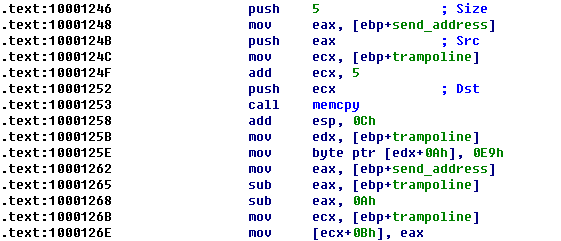 .text:10001246 push 5 ; Size
.text:10001248 mov eax, [ebp+send_address]
.text:1000124B push eax ; Src
.text:1000124C mov ecx, [ebp+trampoline]
.text:1000124F add ecx, 5
.text:10001252 push ecx ; Dst
.text:10001253 call memcpy
.text:10001258 add esp, 0Ch
.text:1000125B mov edx, [ebp+trampoline]
.text:1000125E mov byte ptr [edx+0Ah], 0E9h
.text:10001262 mov eax, [ebp+send_address]
.text:10001265 sub eax, [ebp+trampoline]
.text:10001268 sub eax, 0Ah
.text:1000126B mov ecx, [ebp+trampoline]
.text:1000126E mov [ecx+0Bh], eax